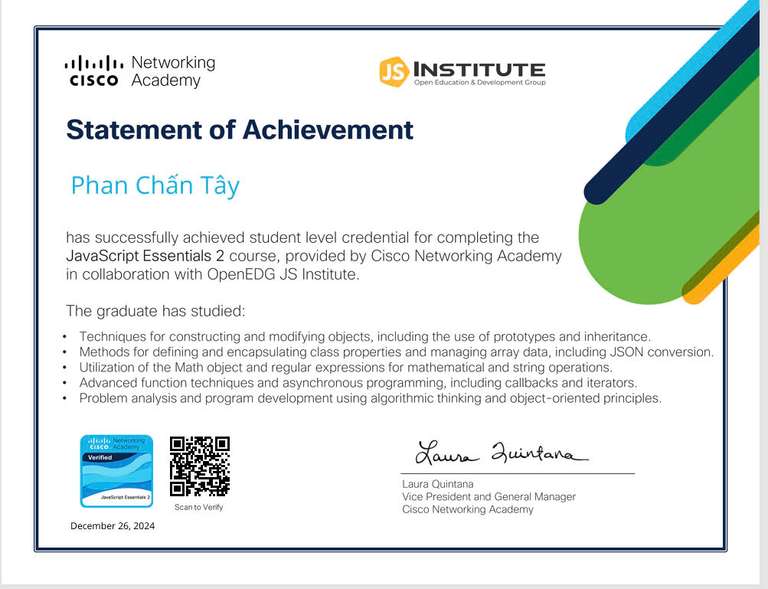 CISCO Networking Academy
JS INSTITUTE
Open Education & Development Group
Statement of Achievement
Phan Chấn Tây
has successfully achieved student level credential for completing the
JavaScript Essentials 2 course, provided by Cisco Networking Academy
in collaboration with OpenEDG JS Institute.
The graduate has studied:
• Techniques for constructing and modifying objects, including the use of prototypes and inheritance.
• Methods for defining and encapsulating class properties and managing array data, including JSON conversion.
• Utilization of the Math object and regular expressions for mathematical and string operations.
• Advanced function techniques and asynchronous programming, including callbacks and iterators.
• Problem analysis and program development using algorithmic thinking and object-oriented principles.
CISCO Networking Academy
Verified
JavaScript Essentials 2
Scan to Verify
December 26, 2024
Laura Quintana
Laura Quintana
Vice President and General Manager
Cisco Networking Academy